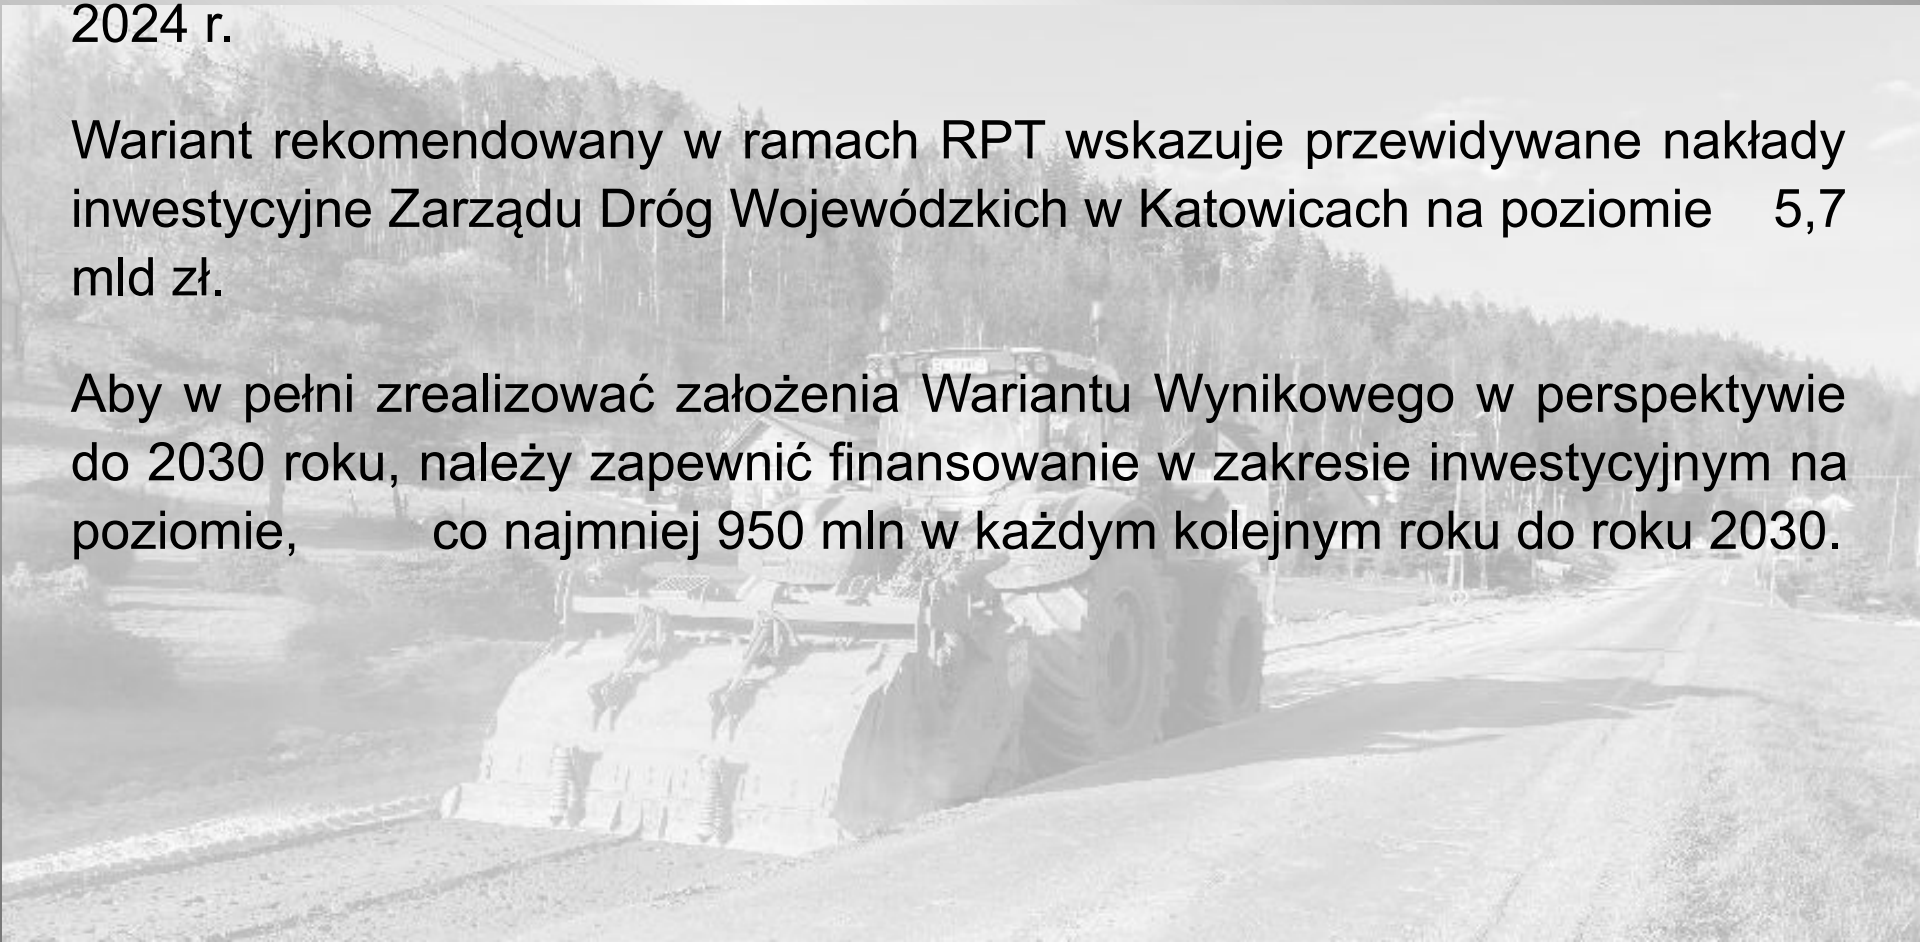 2024 r.
Wariant rekomendowany w ramach RPT wskazuje przewidywane nakłady
inwestycyjne Zarządu Dróg Wojewódzkich w Katowicach na poziomie 5,7
mld zł.
Aby w pełni zrealizować założenia Wariantu Wynikowego w perspektywie
do 2030 roku, należy zapewnić finansowanie w zakresie inwestycyjnym na
poziomie, co najmniej 950 mln w każdym kolejnym roku do roku 2030.